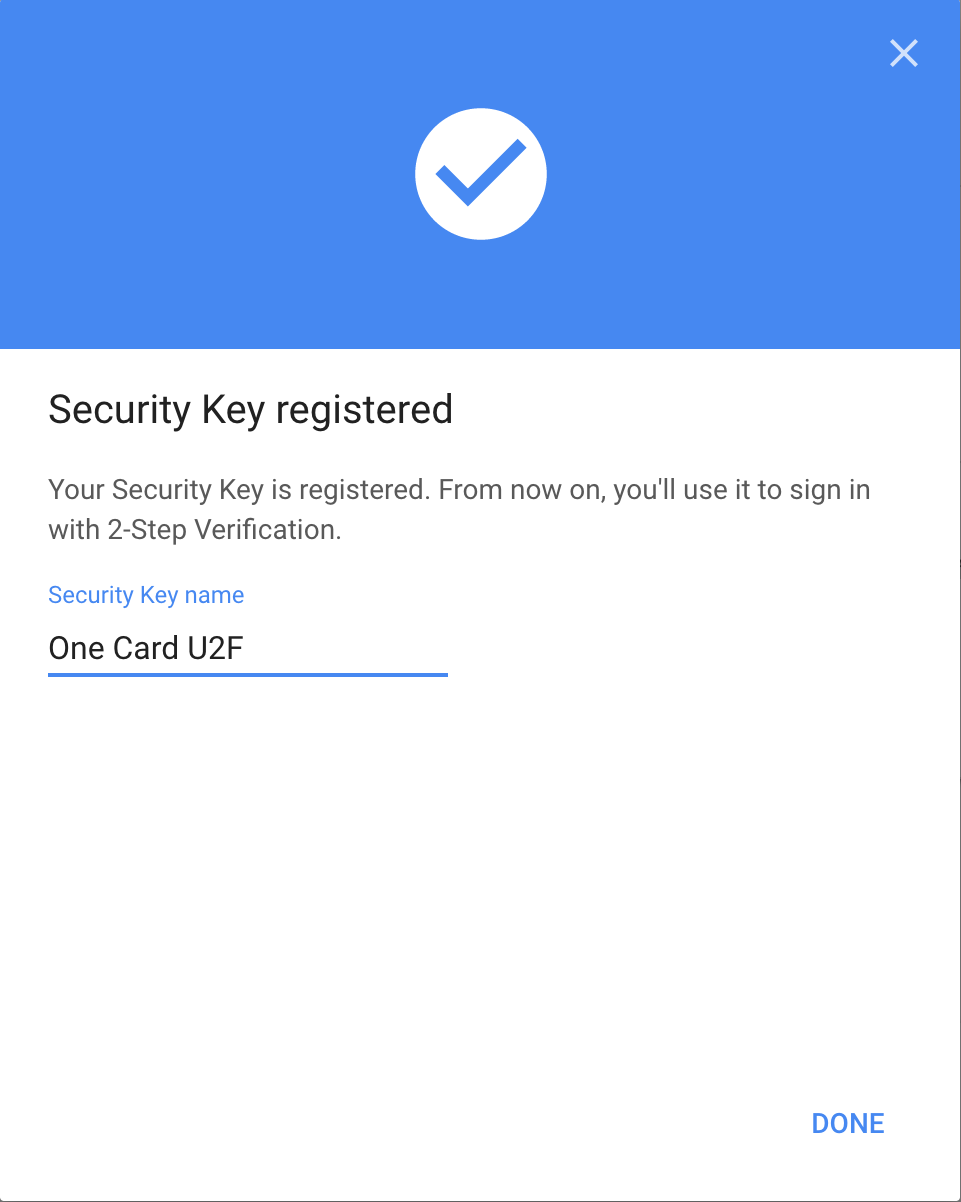 Security Key registered
Your Security Key is registered. From now on, you'll use it to sign in
with 2-Step Verification.
Security Key name
One Card U2F
DONE